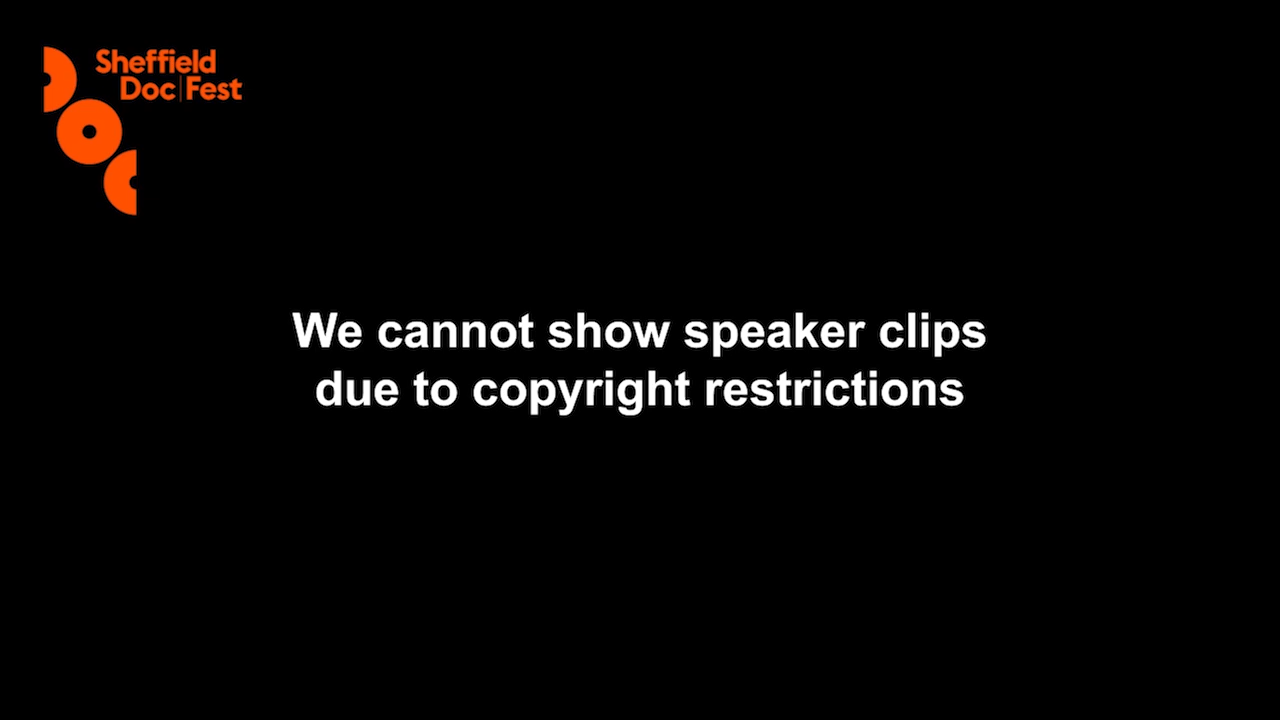 Sheffield
Doc|Fest
We cannot show speaker clips
due to copyright restrictions